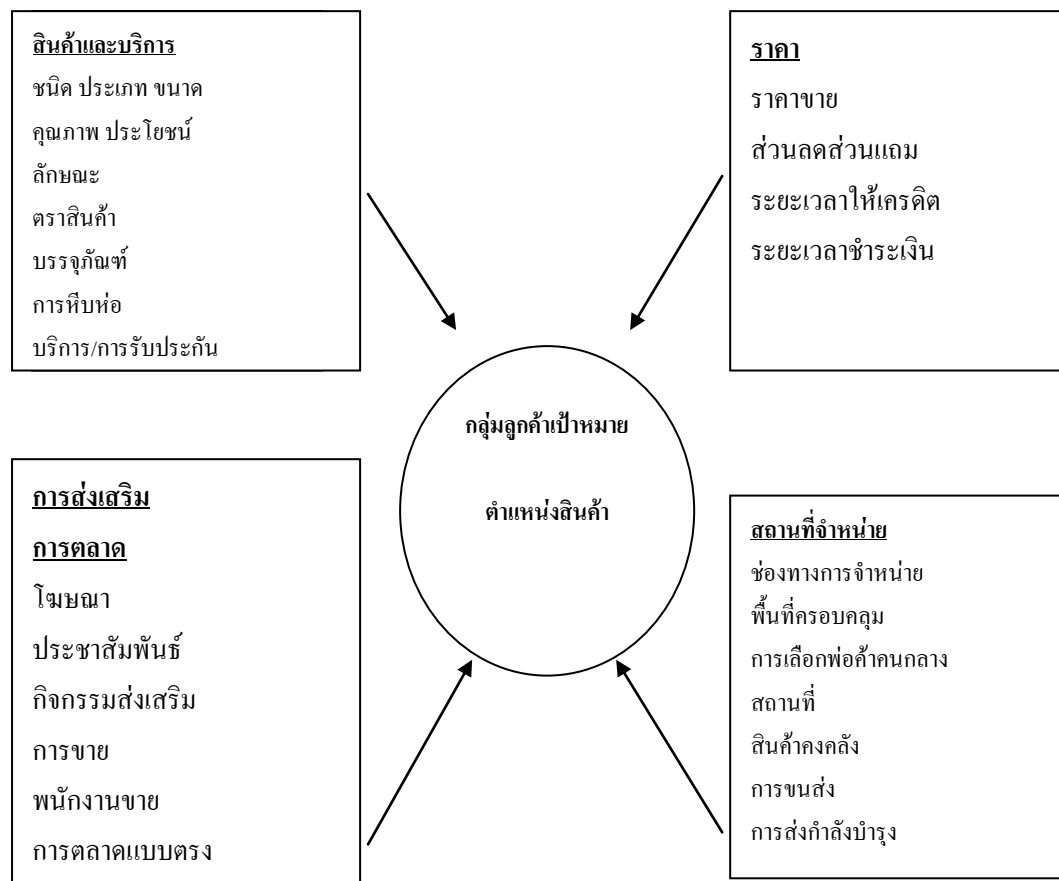 สินค้าและบริการ
ชนิด ประเภท ขนาด
คุณภาพ ประโยชน์
ลักษณะ
ตราสินค้า
บรรจุภัณฑ์
การหีบห่อ
บริการ/การรับประกัน
ราคา
ราคาขาย
ส่วนลดส่วนแถม
ระยะเวลาให้เครดิต
ระยะเวลาชำระเงิน
กลุ่มลูกค้าเป้าหมาย
ตำแหน่งสินค้า
การส่งเสริม
การตลาด
โฆษณา
ประชาสัมพันธ์
กิจกรรมส่งเสริม
การขาย
พนักงานขาย
การตลาดแบบตรง
สถานที่จำหน่าย
ช่องทางการจำหน่าย
พื้นที่ครอบคลุม
การเลือกพ่อค้าคนกลาง
สถานที่
สินค้าคงคลัง
การขนส่ง
การส่งกำลังบำรุง